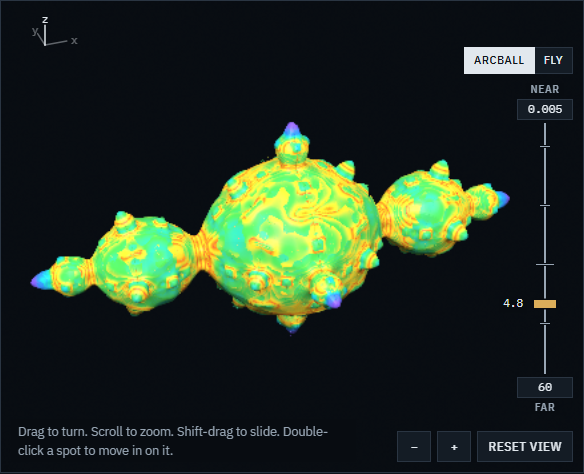 z
y
x
ARCBALL FLY
NEAR
0.005
4.8
60
FAR
Drag to turn. Scroll to zoom. Shift-drag to slide. Double-
click a spot to move in on it.
− + RESET VIEW